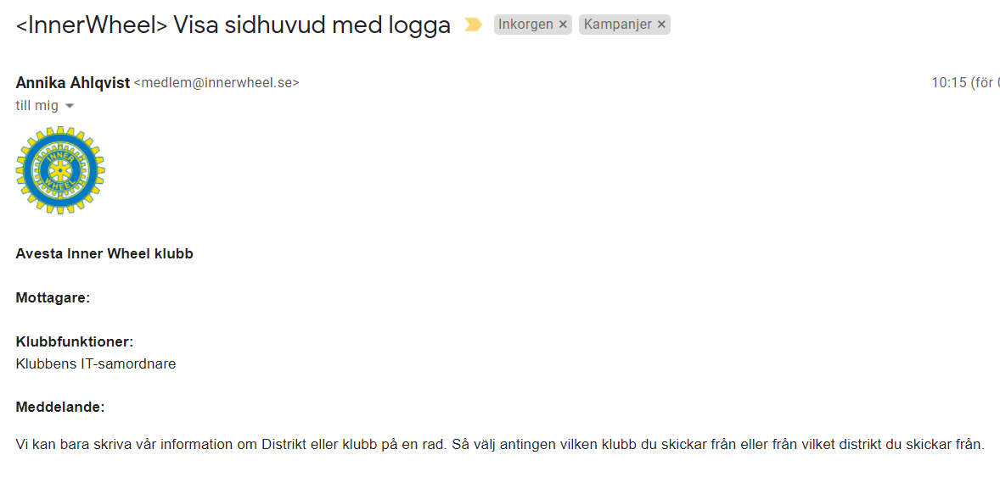 <InnerWheel> Visa sidhuvud med logga
Inkorgen ×
Kampanjer ×
Annika Ahlqvist <medlem@innerwheel.se>
10:15 (för
till mig
INNER
WHEEL
Avesta Inner Wheel klubb
Mottagare:
Klubbfunktioner:
Klubbens IT-samordnare
Meddelande:
Vi kan bara skriva vår information om Distrikt eller klubb på en rad. Så välj antingen vilken klubb du skickar från eller från vilket distrikt du skickar från.